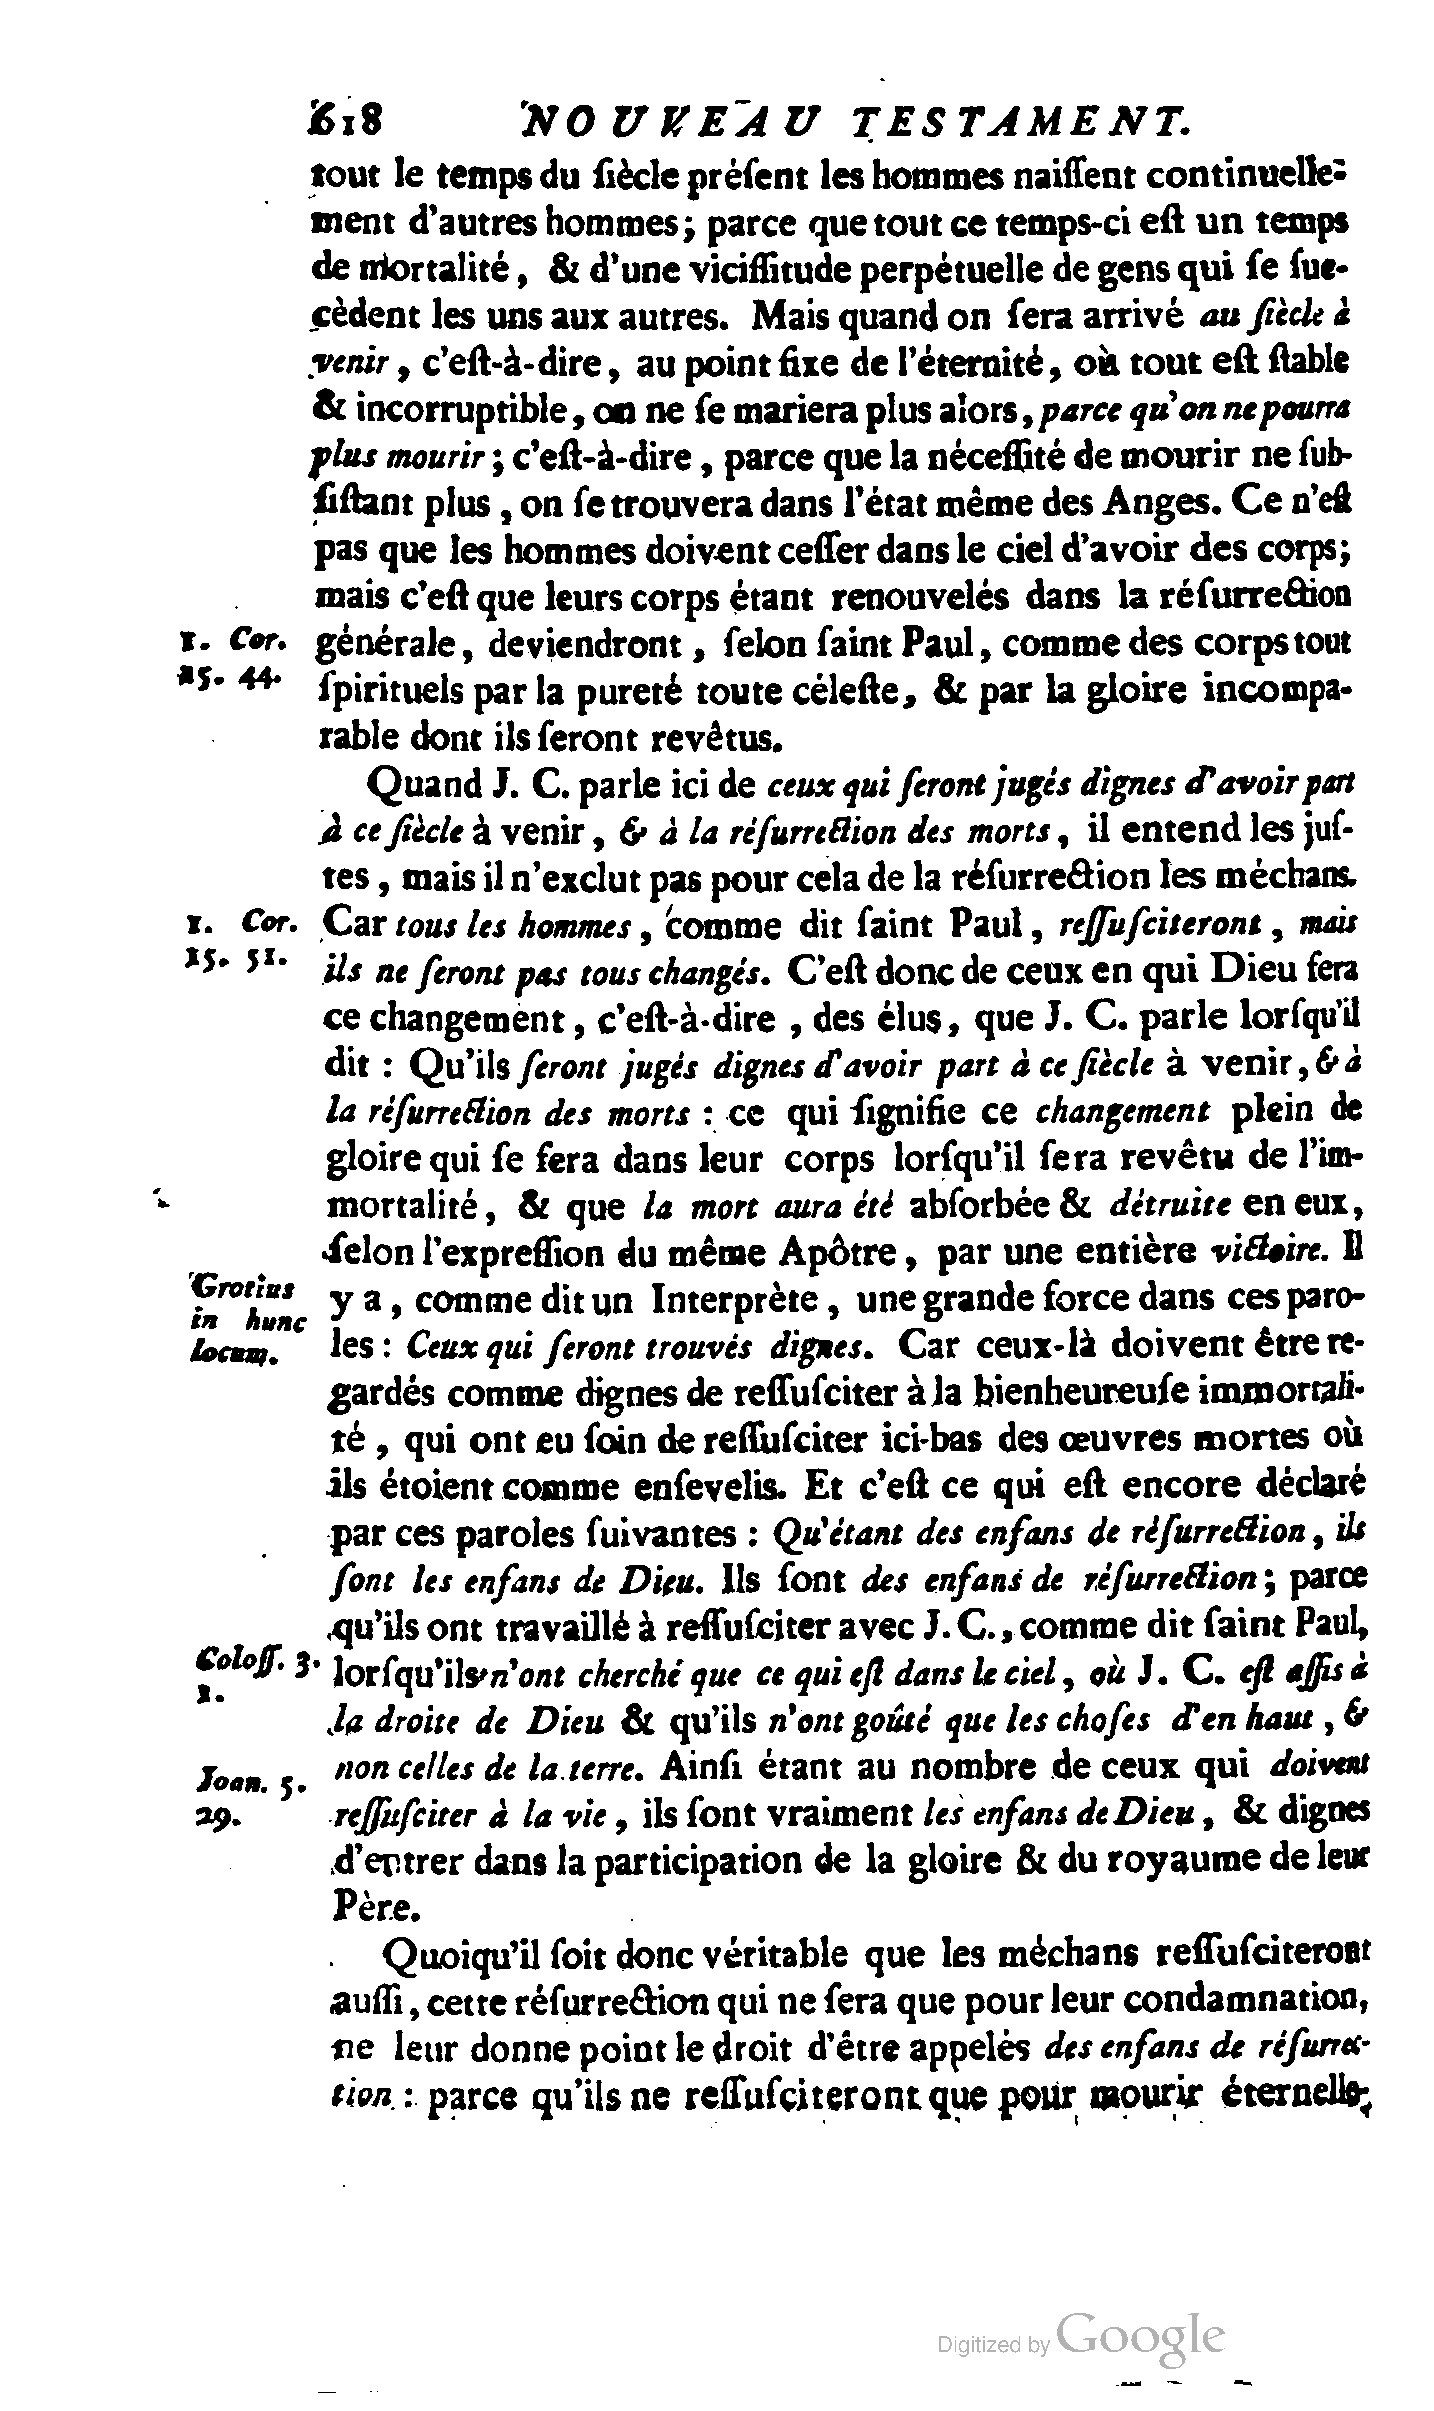 618 NOUVEAU TESTAMENT.
tout le temps du ſiècle préſent les hommes naiſſent continuelle-
ment d'autres hommes; parce que tout ce temps-ci eſt un temps
de mortalité, & d'une viciſſitude perpétuelle de gens qui ſe ſuc-
cèdent les uns aux autres. Mais quand on ſera arrivé au ſiècle à
venir, c'eſt-à-dire, au point fixe de l'éternité, où tout eſt ſtable
& incorruptible, on ne ſe mariera plus alors, parce qu'on ne pourra
plus mourir; c'eſt-à-dire, parce que la néceſſité de mourir ne ſub-
ſiſtant plus, on ſe trouvera dans l'état même des Anges. Ce n'eſt
pas que les hommes doivent ceſſer dans le ciel d'avoir des corps;
mais c'eſt que leurs corps étant renouvelés dans la réſurrection
1. Cor. générale, deviendront, ſelon ſaint Paul, comme des corps tout
15. 44. ſpirituels par la pureté toute céleſte, & par la gloire incompa-
rable dont ils ſeront revêtus.
Quand J. C. parle ici de ceux qui ſeront jugés dignes d'avoir part
à ce ſiècle à venir, & à la réſurrection des morts, il entend les juſ-
tes, mais il n'exclut pas pour cela de la réſurrection les méchans.
1. Cor. Car tous les hommes, comme dit ſaint Paul, reſſuſciteront, mais
15. 51. ils ne ſeront pas tous changés. C'eſt donc de ceux en qui Dieu fera
ce changement, c'eſt-à-dire, des élus, que J. C. parle lorſqu'il
dit : Qu'ils ſeront jugés dignes d'avoir part à ce ſiècle à venir, & à
la réſurrection des morts : ce qui ſignifie ce changement plein de
gloire qui ſe fera dans leur corps lorſqu'il ſera revêtu de l'im-
mortalité, & que la mort aura été abſorbée & détruite en eux,
ſelon l'expreſſion du même Apôtre, par une entière victoire. Il
Grotius y a, comme dit un Interprète, une grande force dans ces paro-
in hunc
locum. les : Ceux qui ſeront trouvés dignes. Car ceux-là doivent être re-
gardés comme dignes de reſſuſciter à la bienheureuſe immortali-
té, qui ont eu ſoin de reſſuſciter ici-bas des œuvres mortes où
ils étoient comme enſevelis. Et c'eſt ce qui eſt encore déclaré
par ces paroles ſuivantes : Qu'étant des enfans de réſurrection, ils
ſont les enfans de Dieu. Ils ſont des enfans de réſurrection; parce
qu'ils ont travaillé à reſſuſciter avec J. C., comme dit ſaint Paul,
Coloſſ. 3. lorſqu'ils n'ont cherché que ce qui eſt dans le ciel, où J. C. eſt aſſis à
1. la droite de Dieu & qu'ils n'ont goûté que les choſes d'en haut, &
non celles de la terre. Ainſi étant au nombre de ceux qui doivent
Joan. 5.
29. reſſuſciter à la vie, ils ſont vraiment les enfans de Dieu, & dignes
d'entrer dans la participation de la gloire & du royaume de leur
Père.
Quoiqu'il ſoit donc véritable que les méchans reſſuſciteront
auſſi, cette réſurrection qui ne ſera que pour leur condamnation,
ne leur donne point le droit d'être appelés des enfans de réſurrec-
tion : parce qu'ils ne reſſuſciteront que pour mourir éternelle-
Digitized by Google